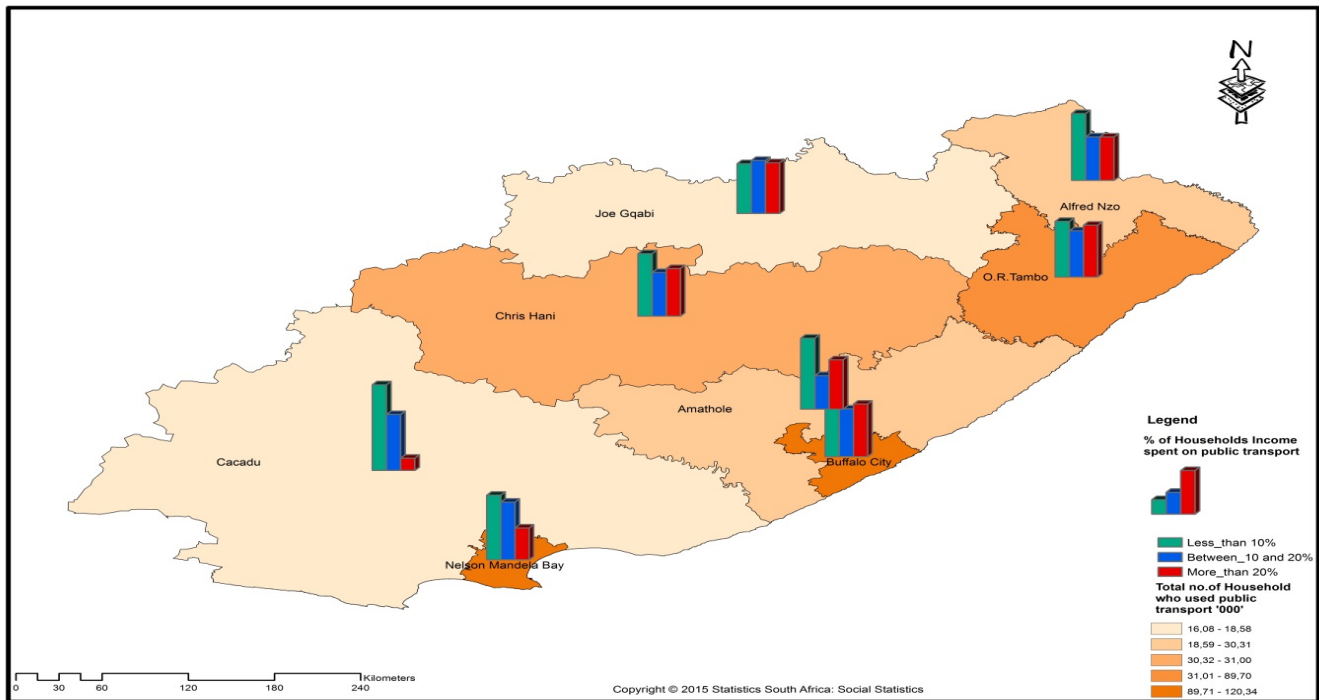 N
Joe Gqabi
Alfred Nzo
O.R.Tambo
Chris Hani
Amathole
Cacadu
Buffalo City
Nelson Mandela Bay
Legend
% of Households Income
spent on public transport
Less_than 10%
Between_10 and 20%
More_than 20%
Total no.of Household
who used public
transport '000'
16,08 - 18,58
18,59 - 30,31
30,32 - 31,00
31,01 - 89,70
89,71 - 120,34
Kilometers
0 30 60 120 180 240
Copyright © 2015 Statistics South Africa: Social Statistics